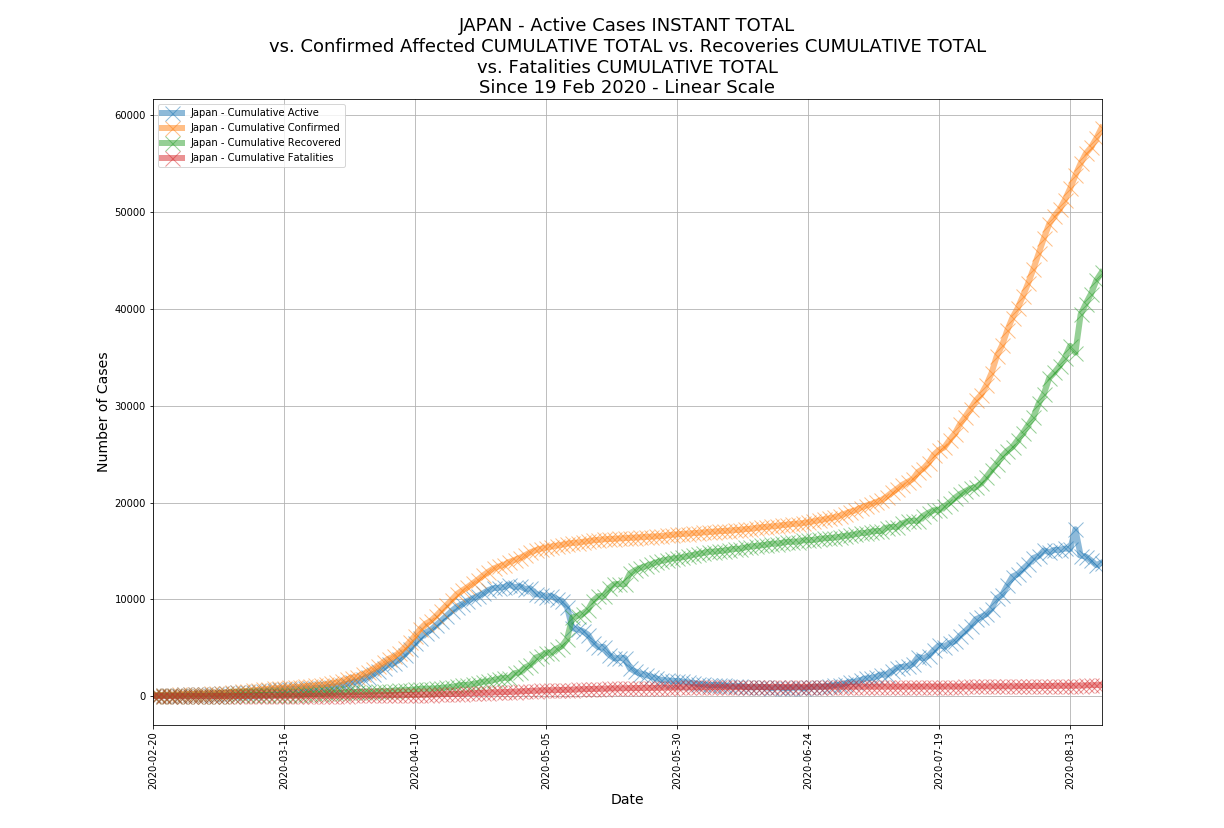 JAPAN - Active Cases INSTANT TOTAL
vs. Confirmed Affected CUMULATIVE TOTAL vs. Recoveries CUMULATIVE TOTAL
vs. Fatalities CUMULATIVE TOTAL
Since 19 Feb 2020 - Linear Scale
Japan - Cumulative Active
Japan - Cumulative Confirmed
Japan - Cumulative Recovered
Japan - Cumulative Fatalities
Number of Cases
60000
50000
40000
30000
20000
10000
0
2020-02-20
2020-03-16
2020-04-10
2020-05-05
2020-05-30
2020-06-24
2020-07-19
2020-08-13
Date